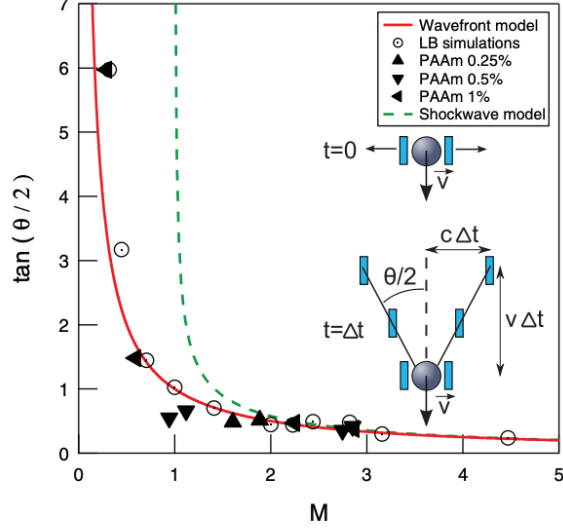 7
6
5
4
3
2
1
0
tan ( θ / 2 )
0
1
2
3
4
5
M
Wavefront model
LB simulations
PAAm 0.25%
PAAm 0.5%
PAAm 1%
Shockwave model
t=0
v
c Δt
θ/2
v Δt
t=Δt
v